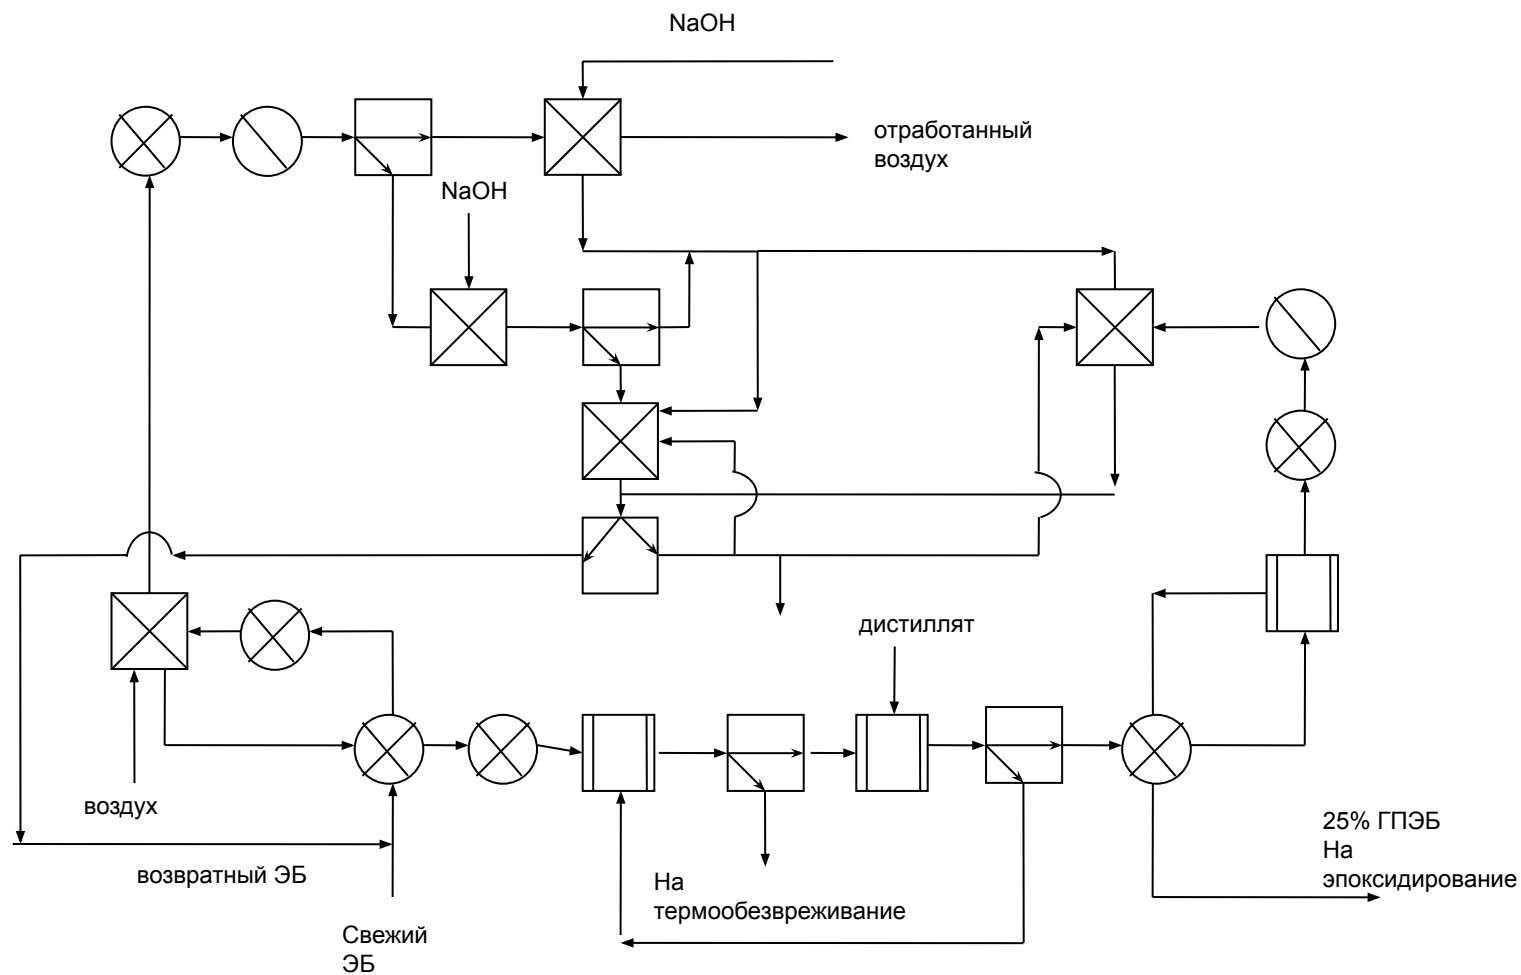 NaOH
отработанный
воздух
NaOH
дистиллят
воздух
возвратный ЭБ
Свежий
ЭБ
На
термообезвреживание
25% ГПЭБ
На
эпоксидирование